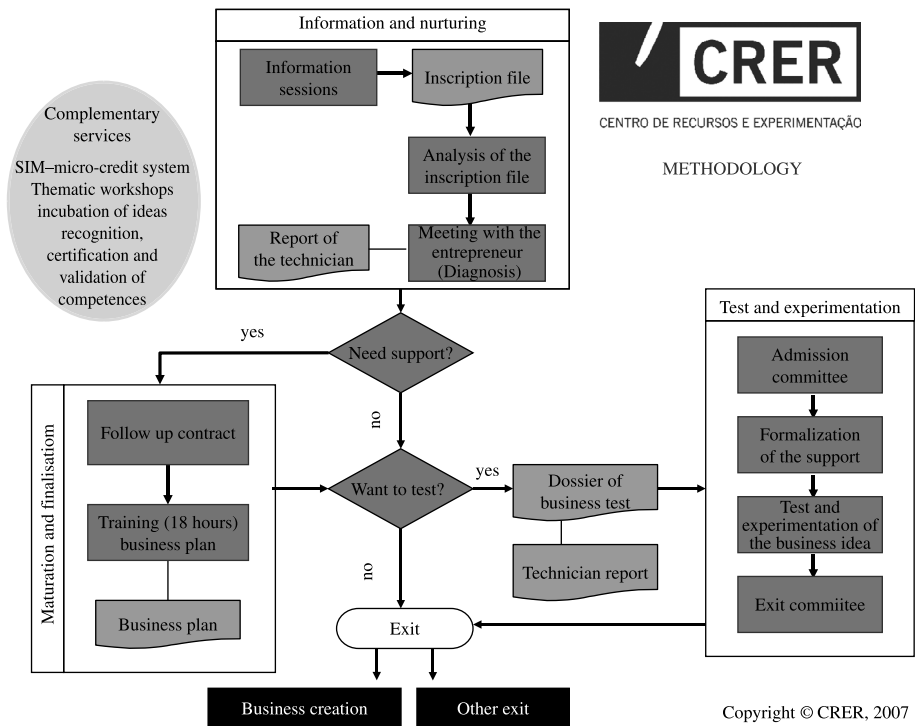 Information and nurturing
Information
sessions
Inscription file
Analysis of the
inscription file
Report of
the technician
Meeting with the
entrepreneur
(Diagnosis)
CRER
CENTRO DE RECURSOS E EXPERIMENTAÇÃO
METHODOLOGY
Complementary
services
SIM–micro-credit system
Thematic workshops
incubation of ideas
recognition,
certification and
validation of
competences
yes
Need support?
no
Maturation and finalisatiom
Follow up contract
Training (18 hours)
business plan
Business plan
Want to test?
yes
no
Dossier of
business test
Technician report
Test and experimentation
Admission
committee
Formalization
of the support
Test and
experimentation of
the business idea
Exit commiitee
Exit
Business creation
Other exit
Copyright © CRER, 2007